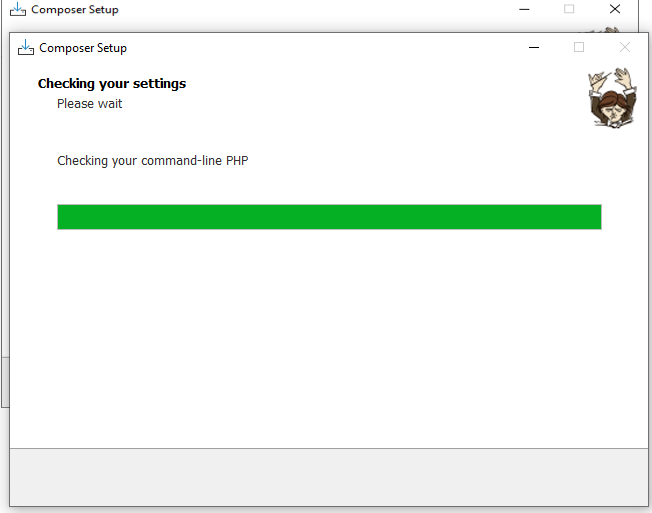 Composer Setup
Composer Setup
Checking your settings
Please wait
Checking your command-line PHP